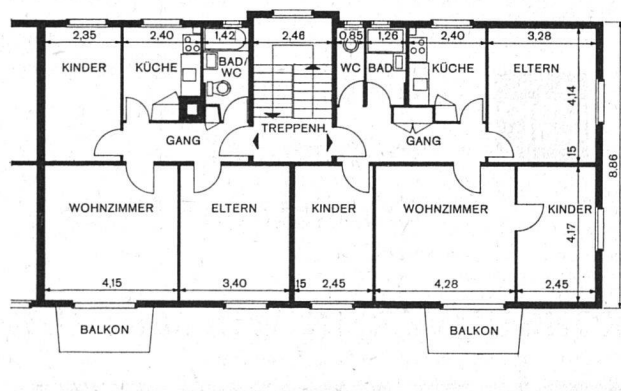 2,35 2,40 1,42 2,46 0,85 1,26 2,40 3,28
KINDER KÜCHE BAD/ WC WC BAD KÜCHE ELTERN
4,14
TREPPENH.
GANG GANG
15
8,86
WOHNZIMMER ELTERN KINDER WOHNZIMMER KINDER
4,17
4,15 3,40 15 2,45 4,28 2,45
BALKON BALKON